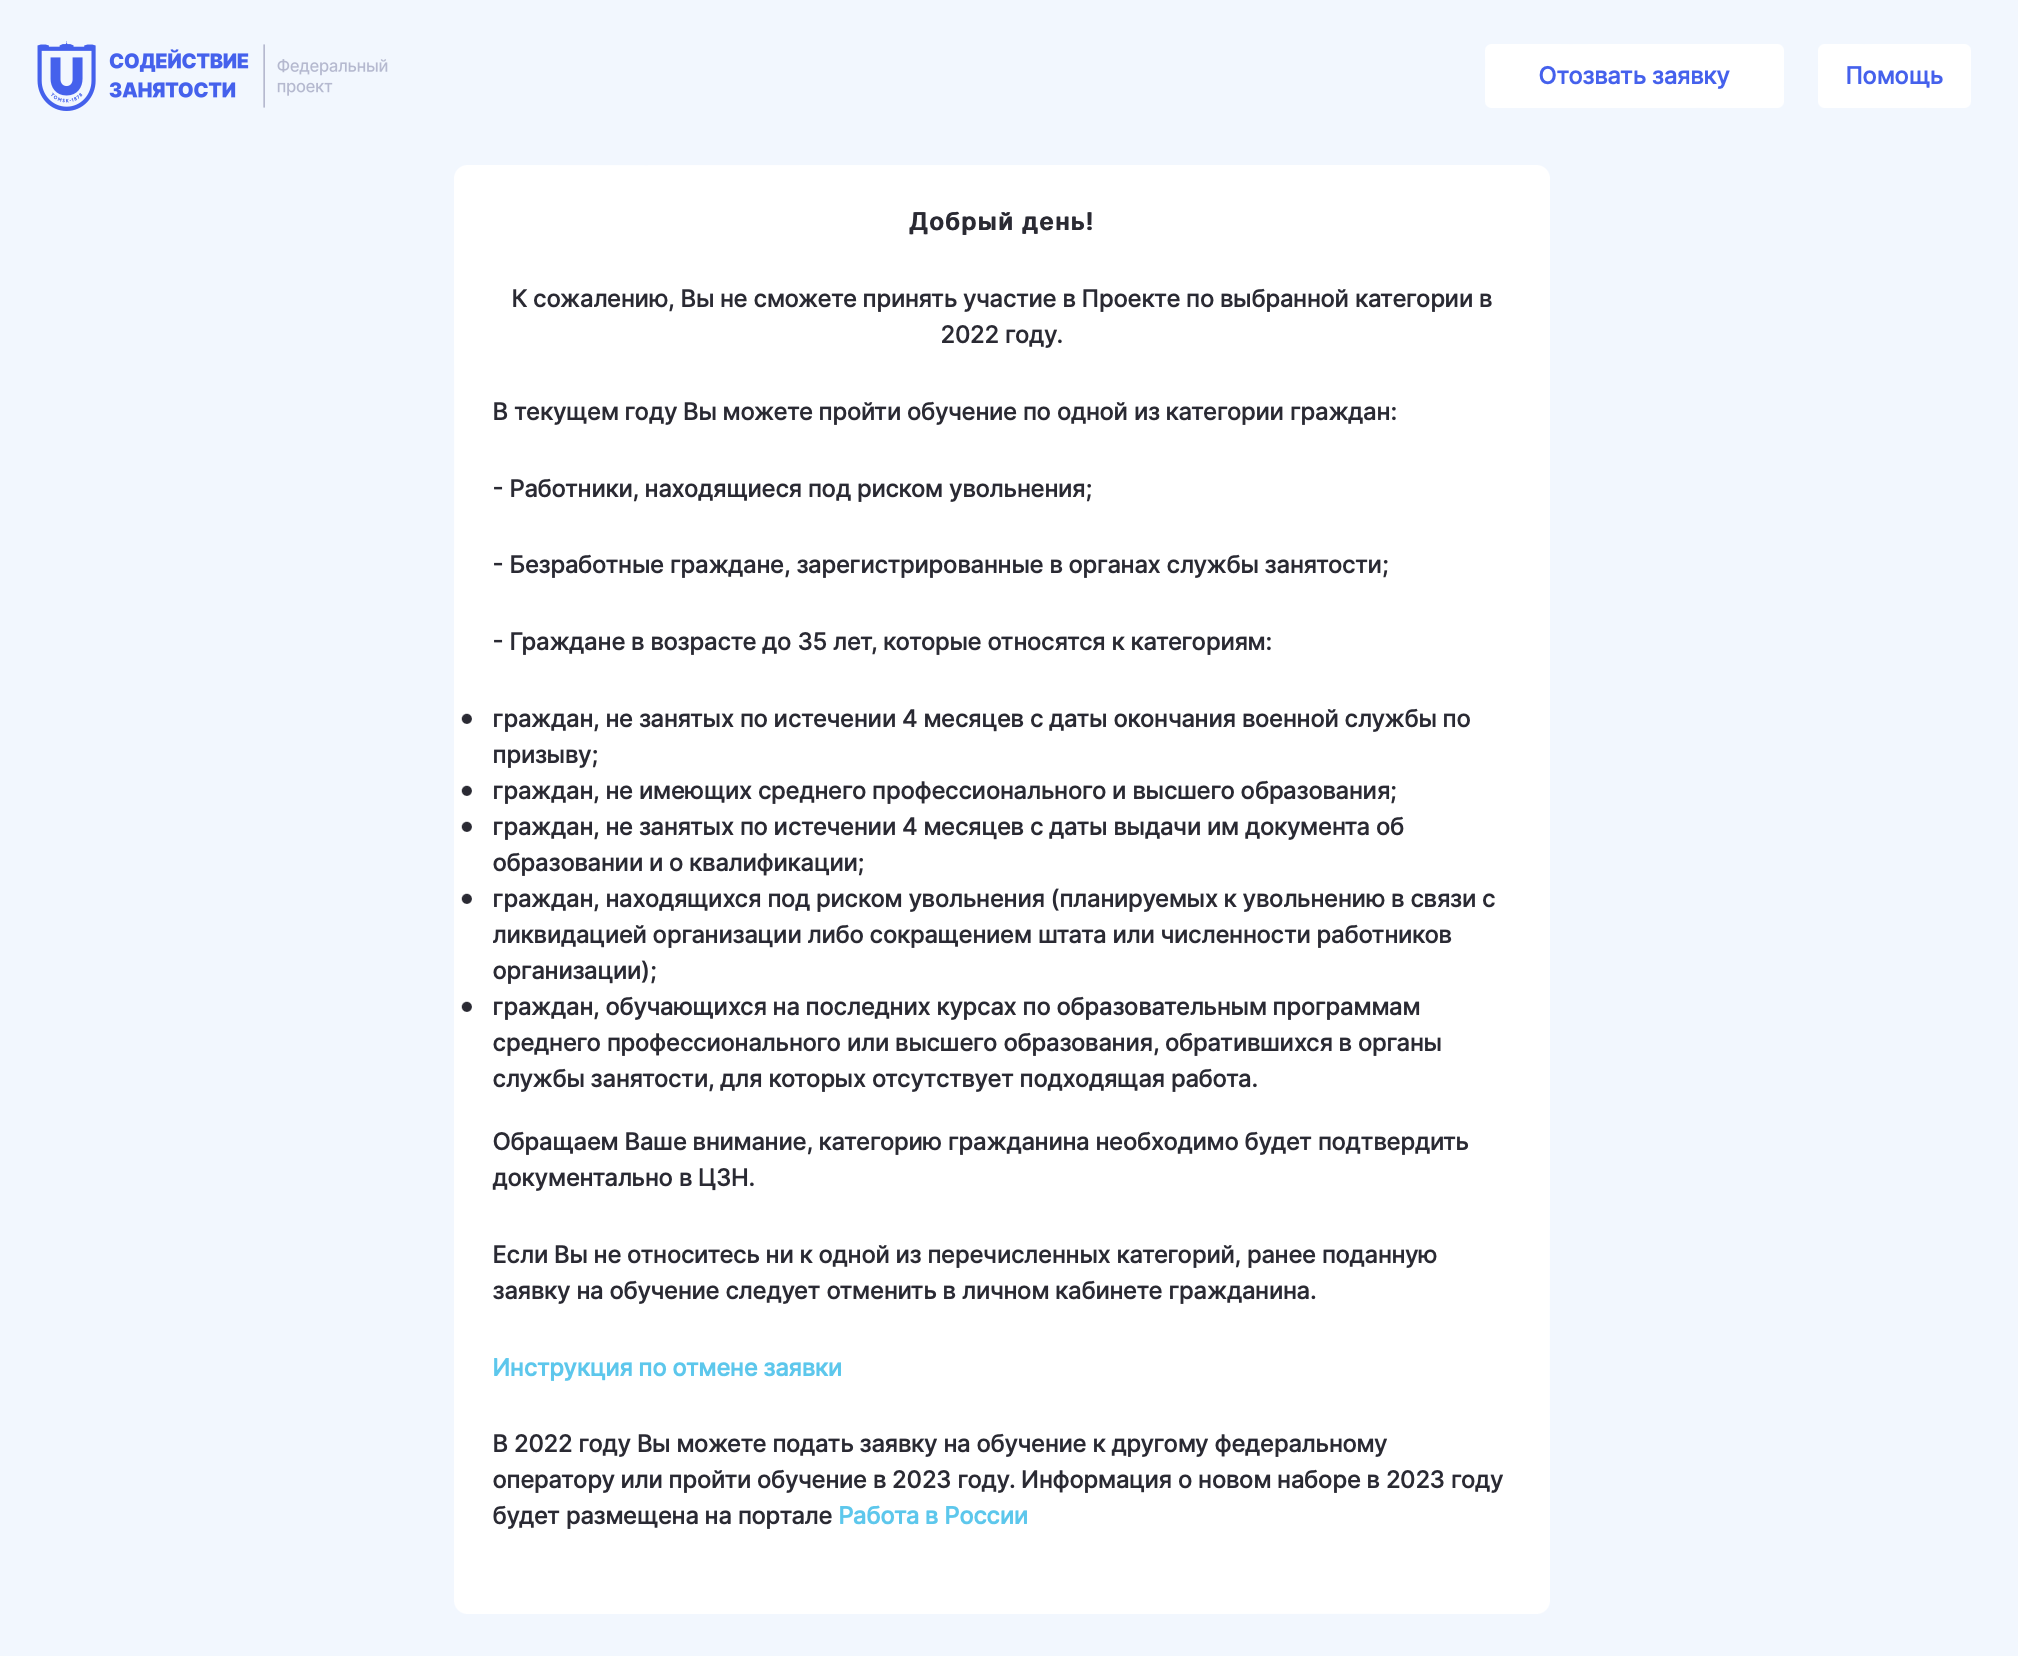 СОДЕЙСТВИЕ
ЗАНЯТОСТИ
Федеральный
проект
ТОМСК-1878
Отозвать заявку
Помощь
Добрый день!
К сожалению, Вы не сможете принять участие в Проекте по выбранной категории в
2022 году.
В текущем году Вы можете пройти обучение по одной из категории граждан:
- Работники, находящиеся под риском увольнения;
- Безработные граждане, зарегистрированные в органах службы занятости;
- Граждане в возрасте до 35 лет, которые относятся к категориям:
• граждан, не занятых по истечении 4 месяцев с даты окончания военной службы по
призыву;
• граждан, не имеющих среднего профессионального и высшего образования;
• граждан, не занятых по истечении 4 месяцев с даты выдачи им документа об
образовании и о квалификации;
• граждан, находящихся под риском увольнения (планируемых к увольнению в связи с
ликвидацией организации либо сокращением штата или численности работников
организации);
• граждан, обучающихся на последних курсах по образовательным программам
среднего профессионального или высшего образования, обратившихся в органы
службы занятости, для которых отсутствует подходящая работа.
Обращаем Ваше внимание, категорию гражданина необходимо будет подтвердить
документально в ЦЗН.
Если Вы не относитесь ни к одной из перечисленных категорий, ранее поданную
заявку на обучение следует отменить в личном кабинете гражданина.
Инструкция по отмене заявки
В 2022 году Вы можете подать заявку на обучение к другому федеральному
оператору или пройти обучение в 2023 году. Информация о новом наборе в 2023 году
будет размещена на портале Работа в России